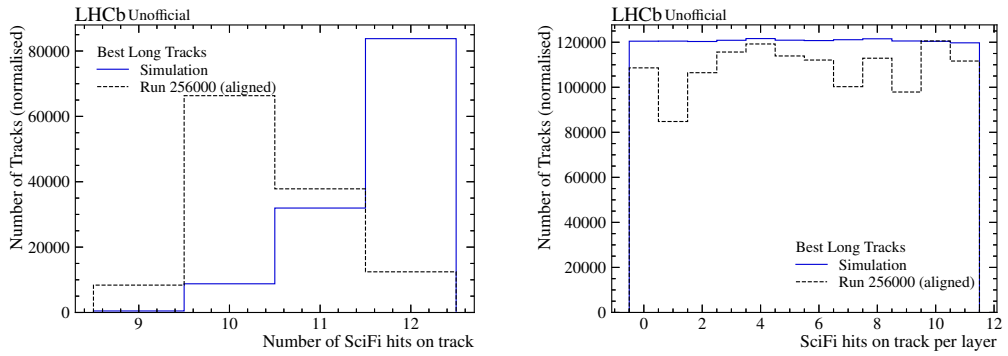 LHCb Unofficial
Number of Tracks (normalised)
80000
60000
40000
20000
0
Best Long Tracks
Simulation
Run 256000 (aligned)
9 10 11 12
Number of SciFi hits on track
LHCb Unofficial
Number of Tracks (normalised)
120000
100000
80000
60000
40000
20000
0
Best Long Tracks
Simulation
Run 256000 (aligned)
0 2 4 6 8 10 12
SciFi hits on track per layer